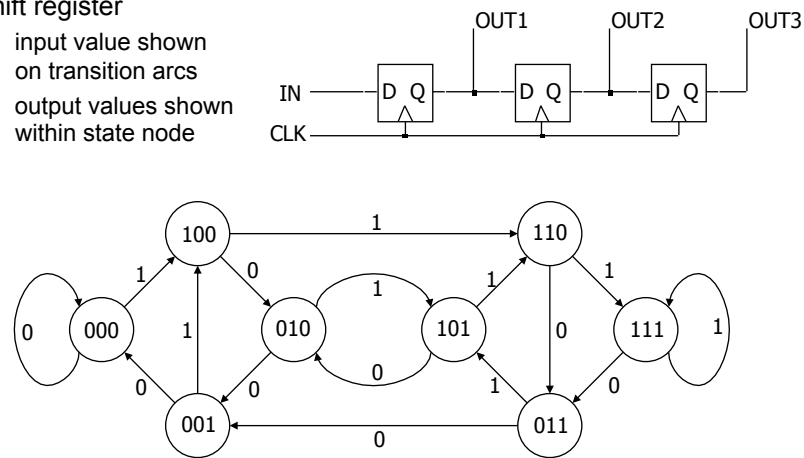 input value shown
on transition arcs
output values shown
within state node
OUT1 OUT2 OUT3
IN D Q D Q D Q
CLK
100 1 110
1 0 1 1 1
0 000 1 010 101 0 111 1
0 0 0 1 0
001 0 011